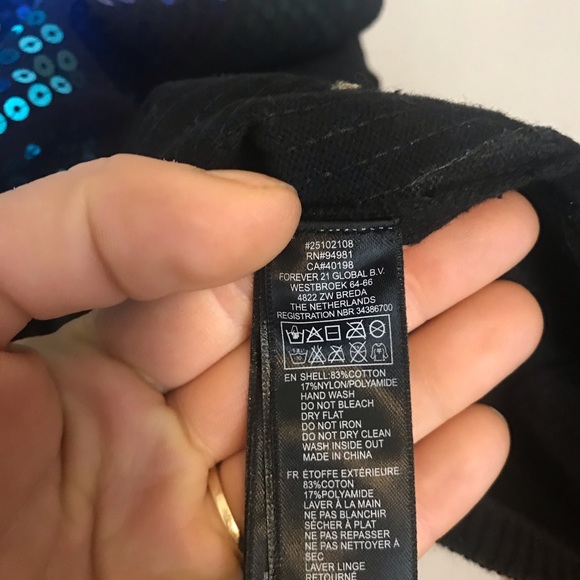 #25102108
RN#94981
CA#40198
FOREVER 21 GLOBAL B.V.
WESTBROEK 64-66
4822 ZW BREDA
THE NETHERLANDS
REGISTRATION NBR 34386700
EN SHELL:83%COTTON
17%NYLON/POLYAMIDE
HAND WASH
DO NOT BLEACH
DRY FLAT
DO NOT IRON
DO NOT DRY CLEAN
WASH INSIDE OUT
MADE IN CHINA
FR ÉTOFFE EXTÉRIEURE:
83%COTON
17%POLYAMIDE
LAVER À LA MAIN
NE PAS BLANCHIR
SÉCHER À PLAT
NE PAS REPASSER
NE PAS NETTOYER À
SEC
LAVER LINGE
RETOURNÉ